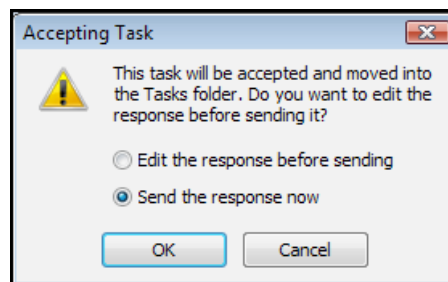 Accepting Task
This task will be accepted and moved into
the Tasks folder. Do you want to edit the
response before sending it?
Edit the response before sending
Send the response now
OK
Cancel